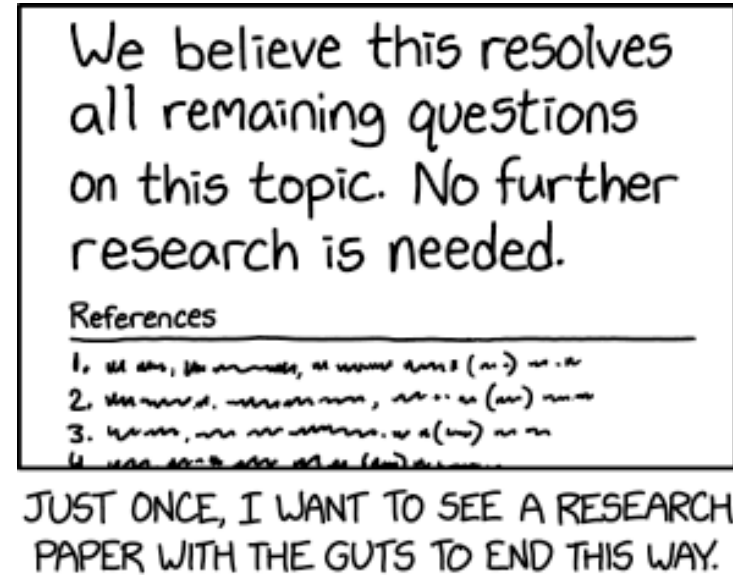 We believe this resolves
all remaining questions
on this topic. No further
research is needed.
References
1.
2.
3.
4.
JUST ONCE, I WANT TO SEE A RESEARCH
PAPER WITH THE GUTS TO END THIS WAY.